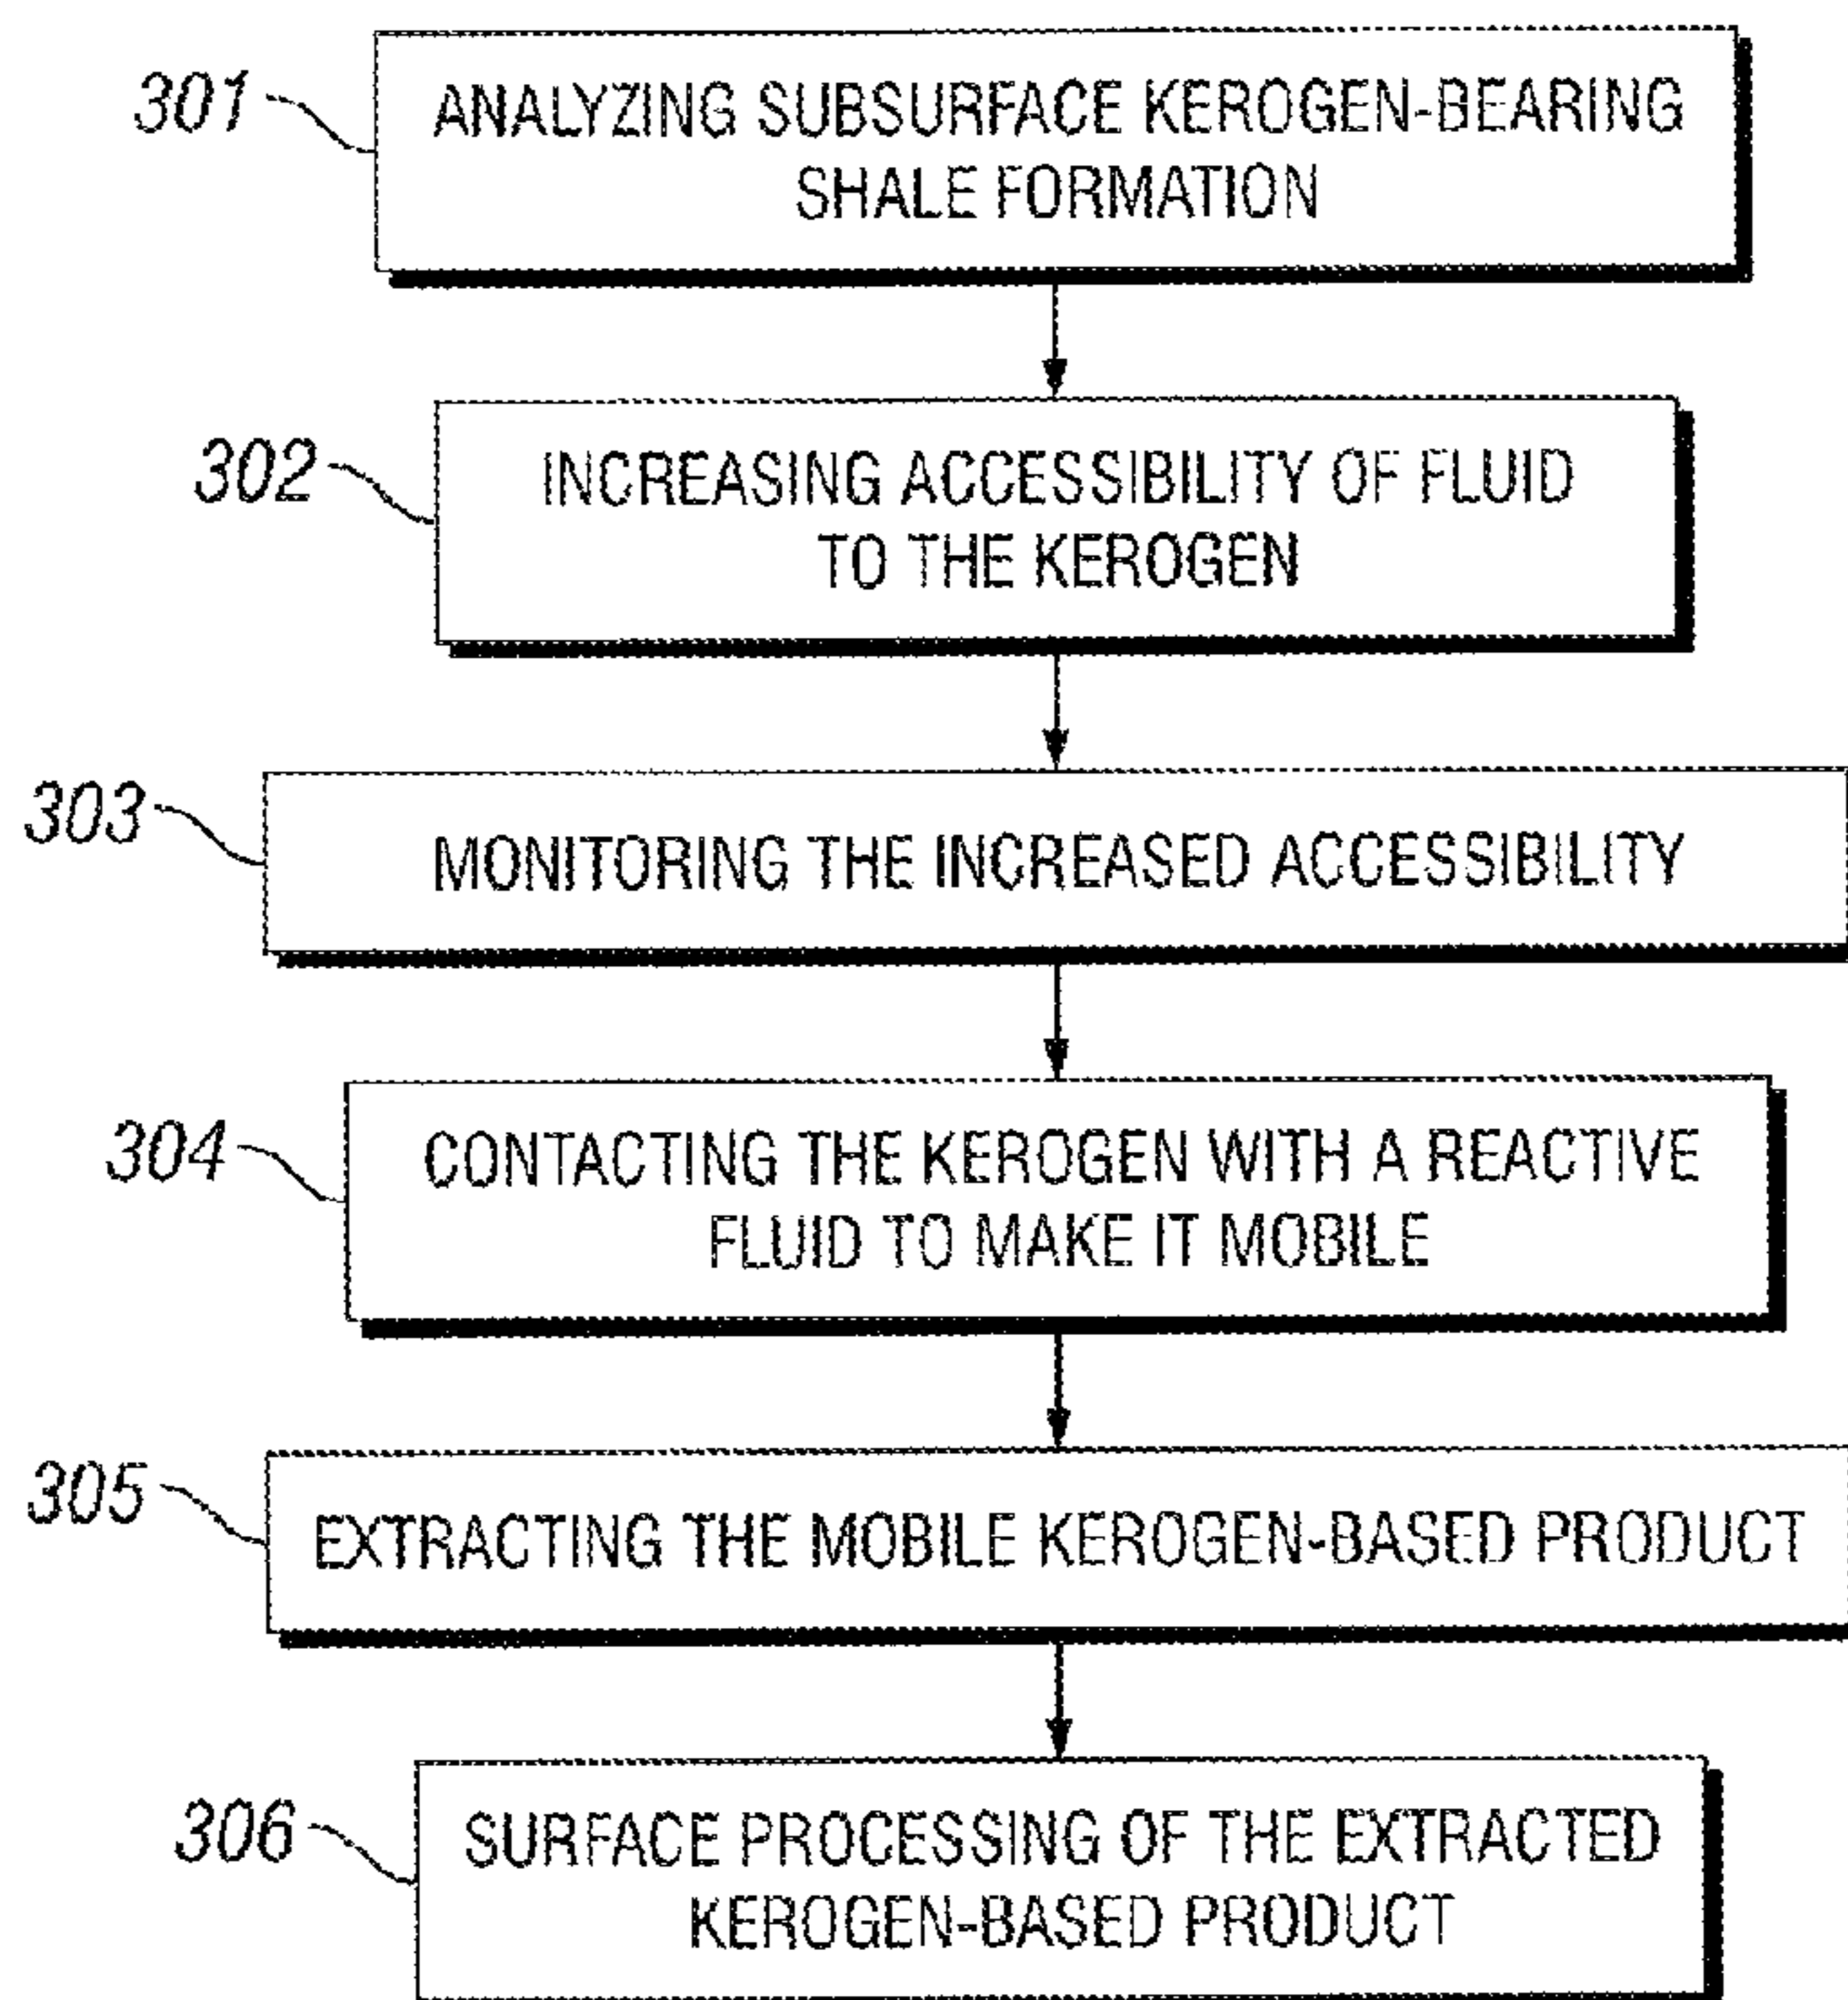 301
ANALYZING SUBSURFACE KEROGEN-BEARING
SHALE FORMATION
302
INCREASING ACCESSIBILITY OF FLUID
TO THE KEROGEN
303
MONITORING THE INCREASED ACCESSIBILITY
304
CONTACTING THE KEROGEN WITH A REACTIVE
FLUID TO MAKE IT MOBILE
305
EXTRACTING THE MOBILE KEROGEN-BASED PRODUCT
306
SURFACE PROCESSING OF THE EXTRACTED
KEROGEN-BASED PRODUCT